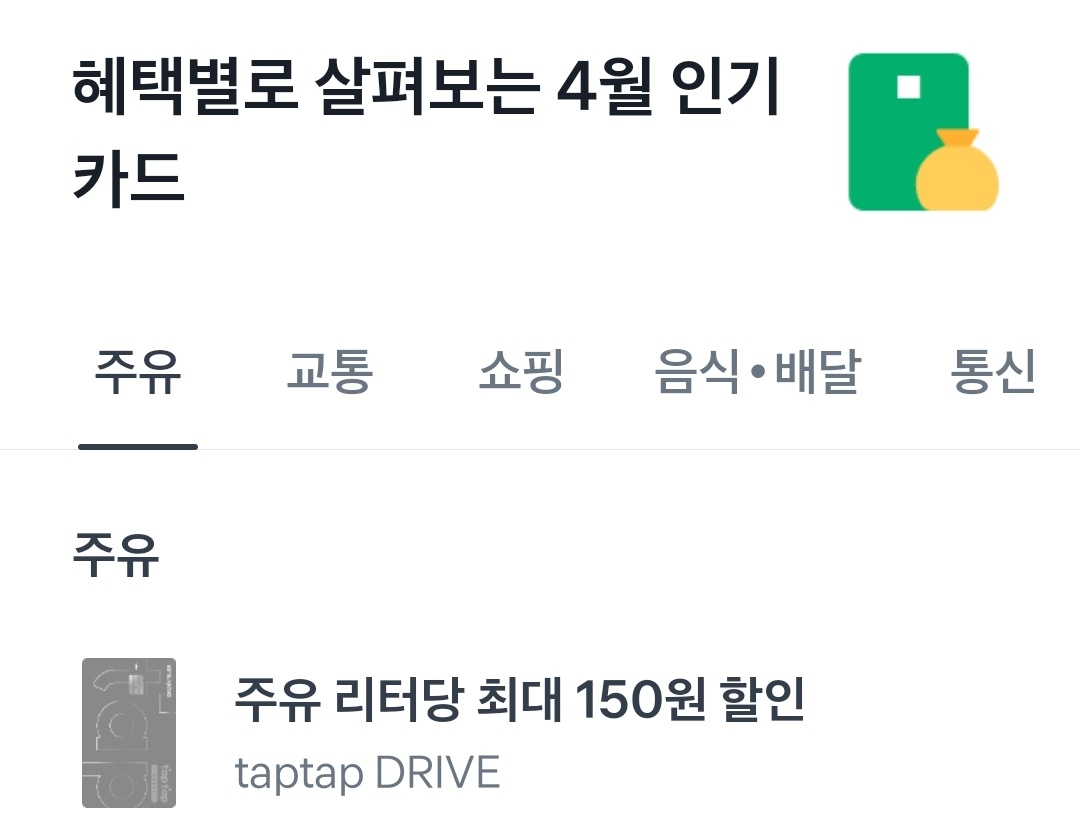 혜택별로 살펴보는 4월 인기
카드
주유 교통 쇼핑 음식•배달 통신
주유
주유 리터당 최대 150원 할인
taptap DRIVE
taptap